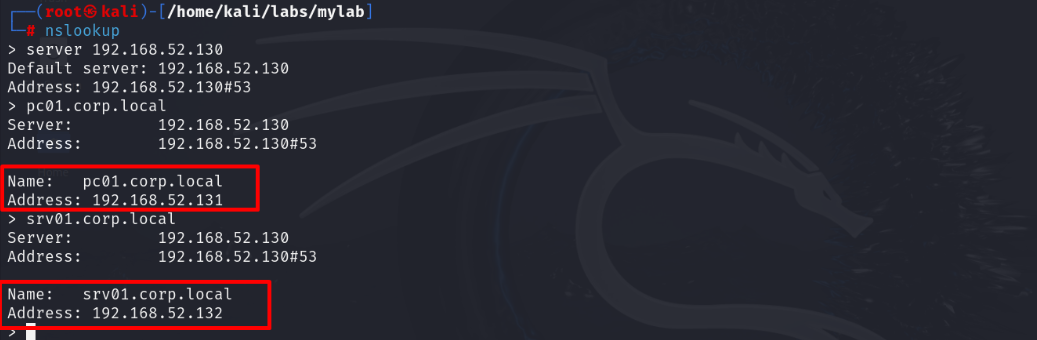 ┌──(root㉿kali)-[/home/kali/labs/mylab]
└─# nslookup
> server 192.168.52.130
Default server: 192.168.52.130
Address: 192.168.52.130#53
> pc01.corp.local
Server:         192.168.52.130
Address:        192.168.52.130#53

Name:   pc01.corp.local
Address: 192.168.52.131
> srv01.corp.local
Server:         192.168.52.130
Address:        192.168.52.130#53

Name:   srv01.corp.local
Address: 192.168.52.132
>